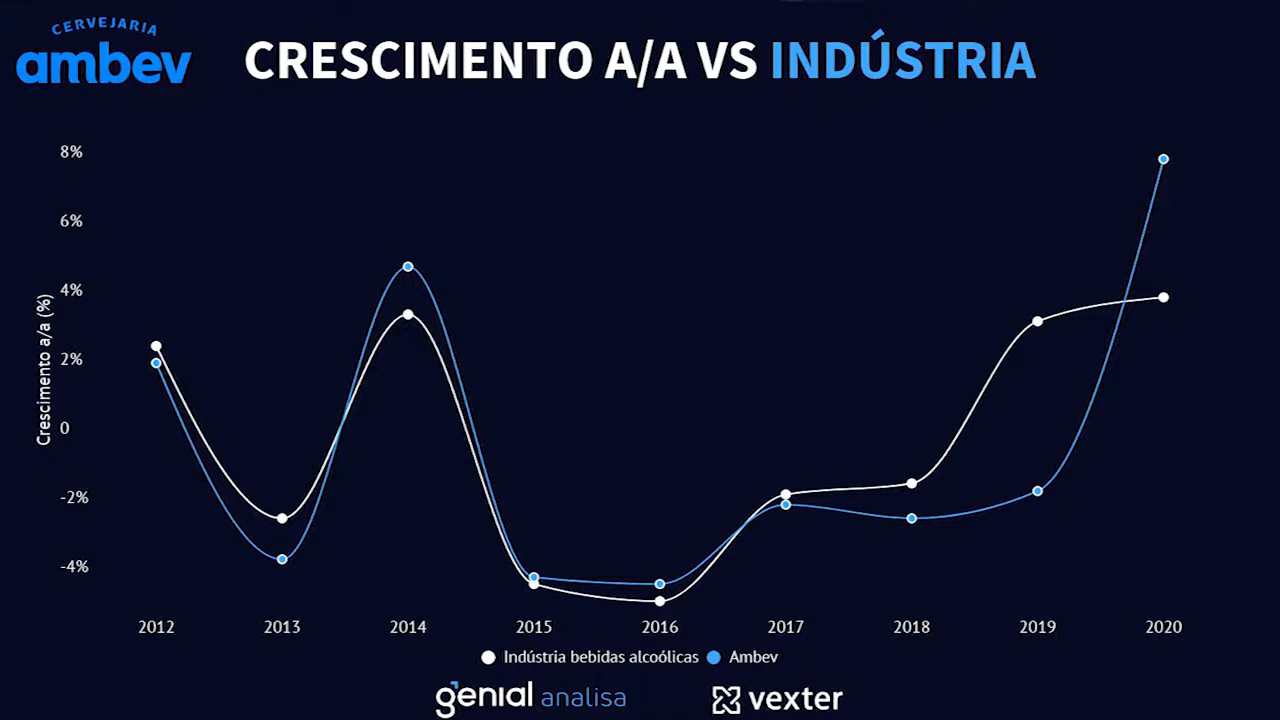 CERVEJARIA
ambev
CRESCIMENTO A/A VS INDÚSTRIA
8%
6%
4%
2%
0
-2%
-4%
Crescimento a/a (%)
2012 2013 2014 2015 2016 2017 2018 2019 2020
Indústria bebidas alcoólicas Ambev
genial analisa vexter